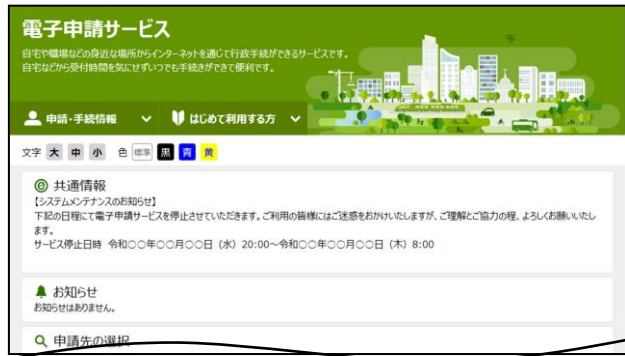 電子申請サービス
自宅や職場などの身近な場所からインターネットを通じて行政手続ができるサービスです。
自宅などから受付時間を気にせずいつでも手続きができて便利です。
申請・手続情報 はじめて利用する方
文字 大 中 小 色 標準 黒 青 黄
共通情報
【システムメンテナンスのお知らせ】
下記の日程にて電子申請サービスを停止させていただきます。ご利用の皆様にはご迷惑をおかけいたしますが、ご理解とご協力の程、よろしくお願いいたし
ます。
サービス停止日時 令和○○年○○月○○日(水)20:00~令和○○年○○月○○日(木)8:00
お知らせ
お知らせはありません。
申請先の選択